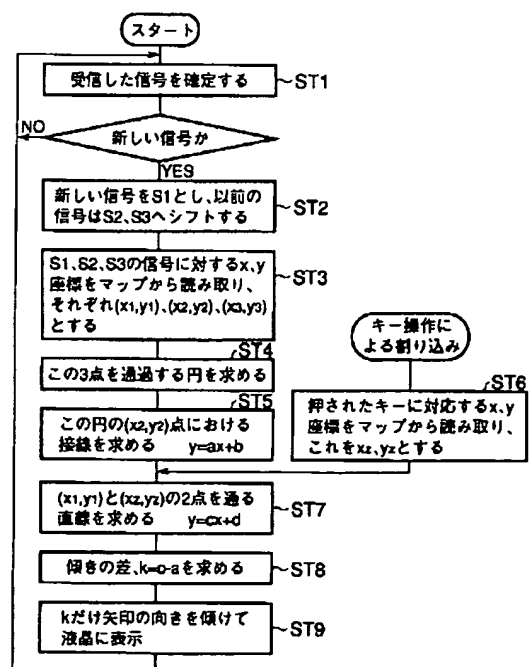 スタート
受信した信号を確定する
ST1
新しい信号か
NO
YES
新しい信号をS1とし、以前の
信号はS2、S3へシフトする
ST2
S1、S2、S3の信号に対するx、y
座標をマップから読み取り、
それぞれ(x1,y1)、(x2,y2)、(x3,y3)
とする
ST3
ST4
この3点を通過する円を求める
ST5
この円の(x2,y2)点における
接線を求める y=ax+b
キー操作に
よる割り込み
ST6
押されたキーに対応するx、y
座標をマップから読み取り、
これをxz、yzとする
(x1,y1)と(xz,yz)の2点を通る
直線を求める y=cx+d
ST7
傾きの差、k=c-aを求める
ST8
kだけ矢印の向きを傾けて
液晶に表示
ST9